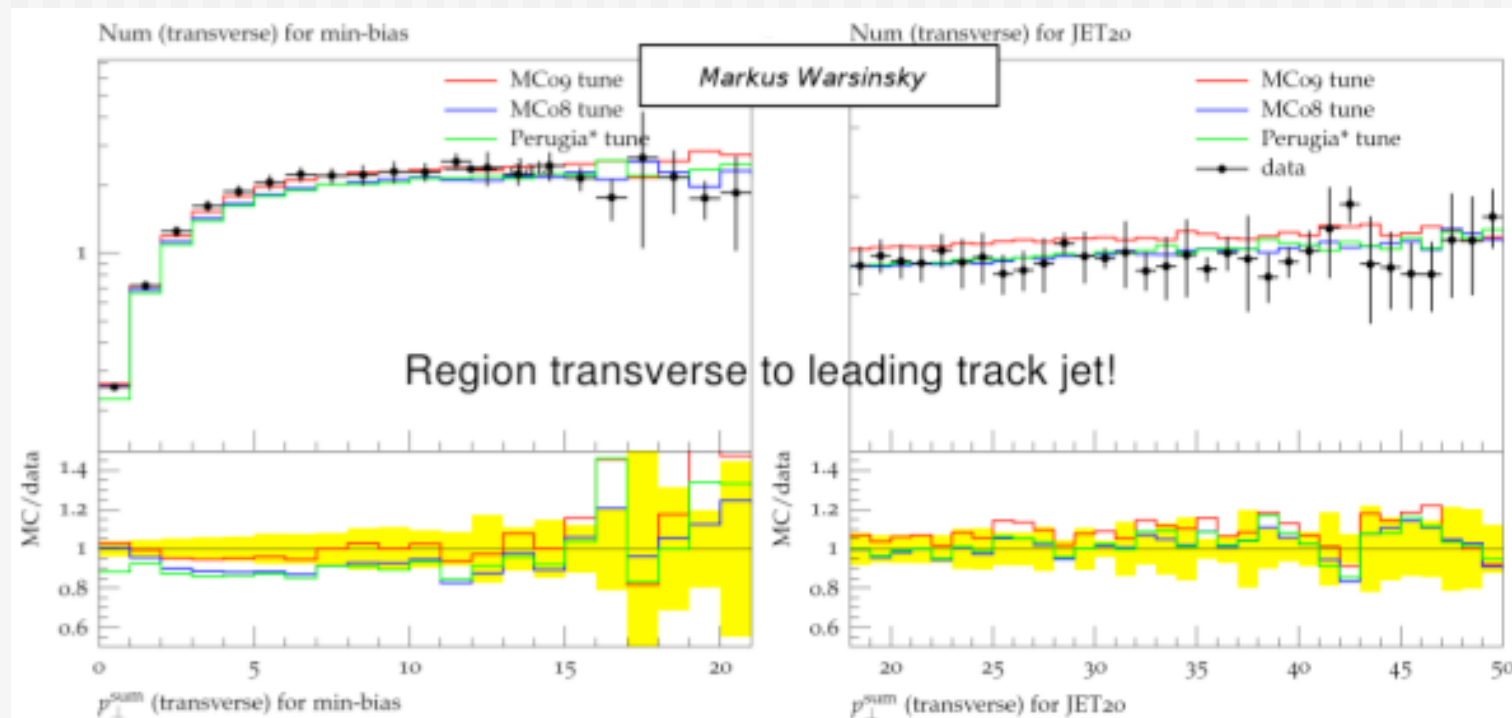 Num (transverse) for min-bias
MC09 tune
MC08 tune
Perugia* tune
data
1
MC/data
1.4
1.2
1
0.8
0.6
0 5 10 15 20
p⊥^sum (transverse) for min-bias
Markus Warsinsky
Region transverse to leading track jet!
Num (transverse) for JET20
MC09 tune
MC08 tune
Perugia* tune
data
MC/data
1.4
1.2
1
0.8
0.6
20 25 30 35 40 45 50
p⊥^sum (transverse) for JET20